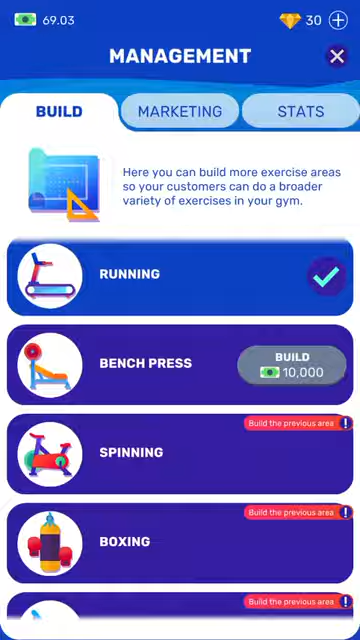 69.03
30
MANAGEMENT
BUILD
MARKETING
STATS
Here you can build more exercise areas
so your customers can do a broader
variety of exercises in your gym.
RUNNING
BENCH PRESS
BUILD
10,000
Build the previous area !
SPINNING
Build the previous area !
BOXING
Build the previous area !